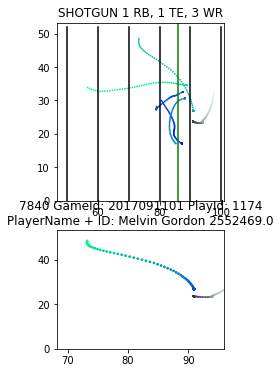 SHOTGUN 1 RB, 1 TE, 3 WR
50
40
30
20
10
0
60 80 100
7840 GameId: 2017091101 PlayId: 1174
PlayerName + ID: Melvin Gordon 2552469.0
40
20
0
70 80 90